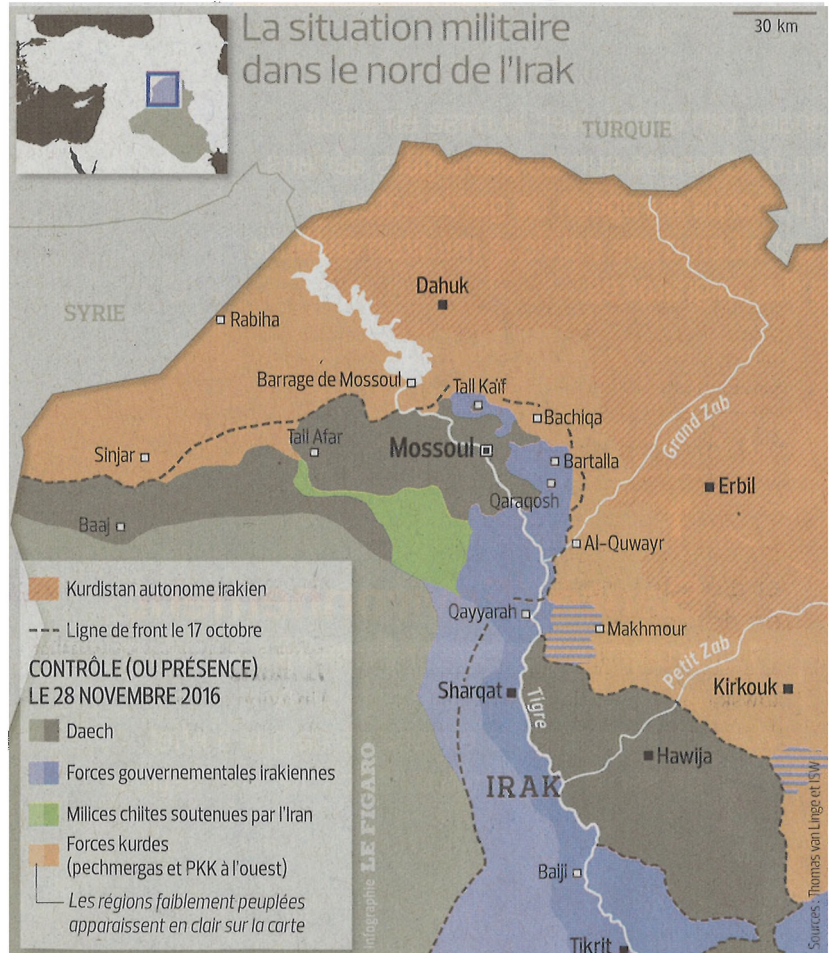 La situation militaire
dans le nord de l'Irak
30 km
TURQUIE
SYRIE
Dahuk
Rabiha
Barrage de Mossoul
Tall Kaïf
Bachiqa
Grand Zab
Tall Afar
Mossoul
Sinjar
Bartalla
Erbil
Qaraqosh
Baaj
Al-Quwayr
Kurdistan autonome irakien
Ligne de front le 17 octobre
CONTRÔLE (OU PRÉSENCE)
LE 28 NOVEMBRE 2016
Daech
Forces gouvernementales irakiennes
Milices chiites soutenues par l'Iran
Forces kurdes
(pechmergas et PKK à l'ouest)
Les régions faiblement peuplées
apparaissent en clair sur la carte
Qayyarah
Makhmour
Petit Zab
Kirkouk
Sharqat
Tigre
Hawija
IRAK
Baiji
Tikrit
Infographie LE FIGARO
Sources : Thomas van Linge et ISW